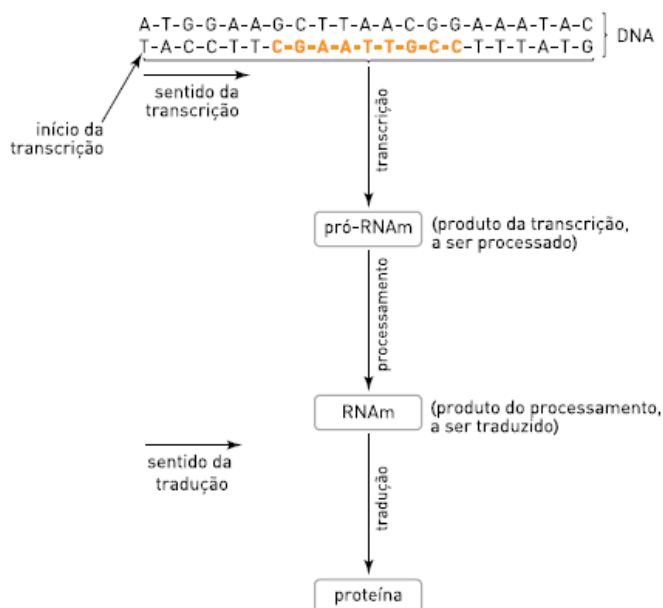 A-T-G-G-A-A-G-C-T-T-A-A-C-G-G-A-A-A-T-A-C
T-A-C-C-T-T-C-G-A-A-T-T-G-C-C-T-T-T-A-T-G
DNA
sentido da
transcrição
início da
transcrição
transcrição
pró-RNAm
(produto da transcrição,
a ser processado)
processamento
RNAm
(produto do processamento,
a ser traduzido)
sentido da
tradução
tradução
proteína